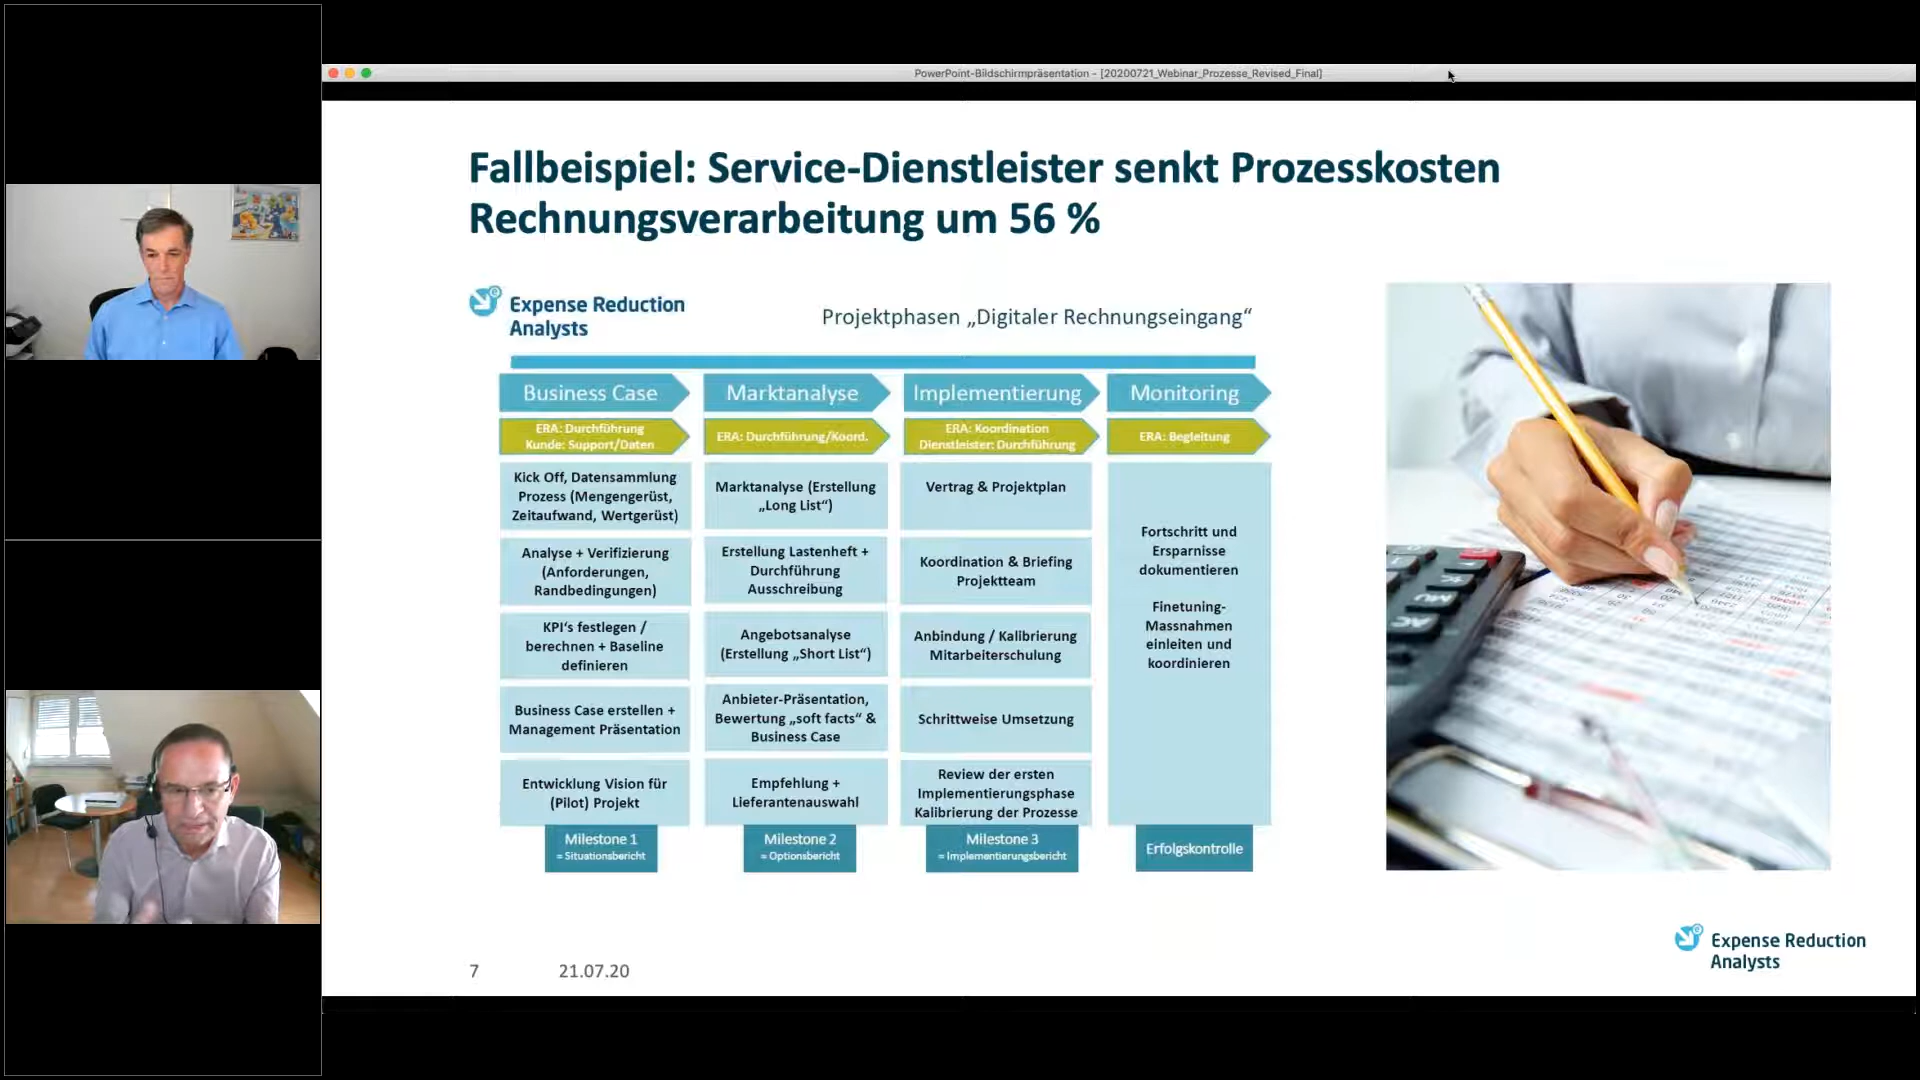 PowerPoint-Bildschirmpräsentation - [20200721_Webinar_Prozesse_Revised_Final]
Fallbeispiel: Service-Dienstleister senkt Prozesskosten
Rechnungsverarbeitung um 56 %
Expense Reduction
Analysts
Projektphasen „Digitaler Rechnungseingang“
Business Case
ERA: Durchführung
Kunde: Support/Daten
Kick Off, Datensammlung
Prozess (Mengengerüst,
Zeitaufwand, Wertgerüst)
Analyse + Verifizierung
(Anforderungen,
Randbedingungen)
KPI‘s festlegen /
berechnen + Baseline
definieren
Business Case erstellen +
Management Präsentation
Entwicklung Vision für
(Pilot) Projekt
Milestone 1
= Situationsbericht
Marktanalyse
ERA: Durchführung/Koord.
Marktanalyse (Erstellung
„Long List“)
Erstellung Lastenheft +
Durchführung
Ausschreibung
Angebotsanalyse
(Erstellung „Short List“)
Anbieter-Präsentation,
Bewertung „soft facts“ &
Business Case
Empfehlung +
Lieferantenauswahl
Milestone 2
= Optionsbericht
Implementierung
ERA: Koordination
Dienstleister: Durchführung
Vertrag & Projektplan
Koordination & Briefing
Projektteam
Anbindung / Kalibrierung
Mitarbeiterschulung
Schrittweise Umsetzung
Review der ersten
Implementierungsphase
Kalibrierung der Prozesse
Milestone 3
= Implementierungsbericht
Monitoring
ERA: Begleitung
Fortschritt und
Ersparnisse
dokumentieren
Finetuning-
Massnahmen
einleiten und
koordinieren
Erfolgskontrolle
MU
AC
Expense Reduction
Analysts
7
21.07.20